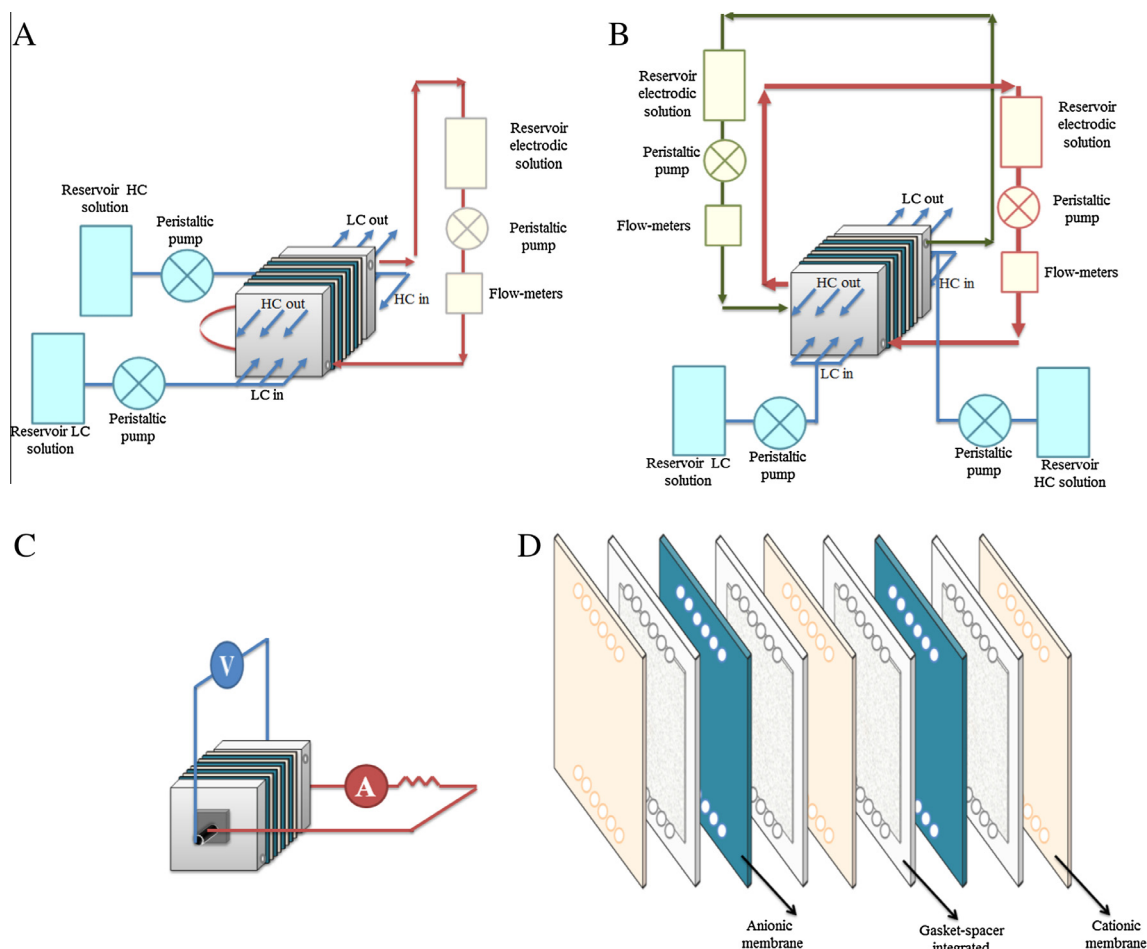 A
Reservoir HC
solution
Peristaltic
pump
LC out
HC out
HC in
LC in
Reservoir LC
solution
Peristaltic
pump
Reservoir
electrodic
solution
Peristaltic
pump
Flow-meters
B
Reservoir
electrodic
solution
Peristaltic
pump
Flow-meters
LC out
HC out
HC in
LC in
Reservoir
electrodic
solution
Peristaltic
pump
Flow-meters
Reservoir LC
solution
Peristaltic
pump
Peristaltic
pump
Reservoir
HC solution
C
V
A
D
Anionic
membrane
Gasket-spacer
integrated
Cationic
membrane